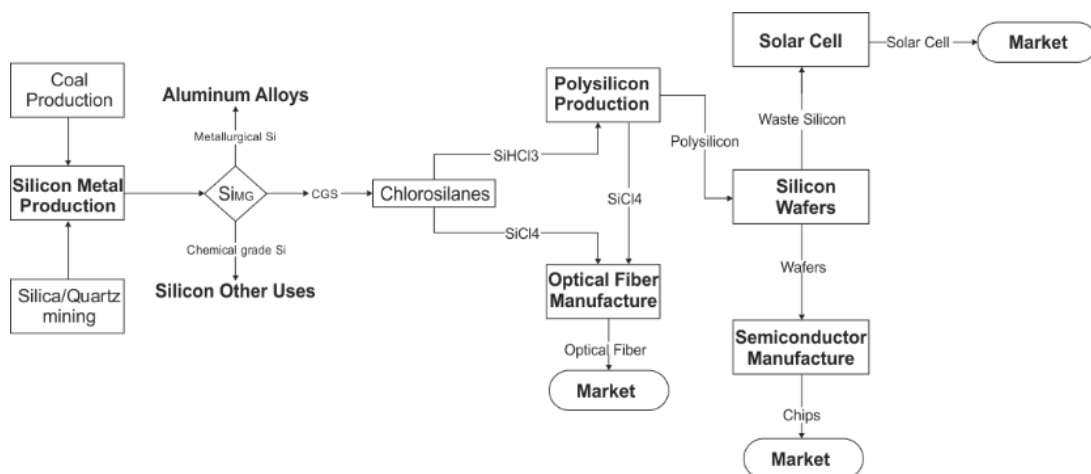 Coal
Production
Silicon Metal
Production
Silica/Quartz
mining
Aluminum Alloys
Metallurgical Si
SiMG
Chemical grade Si
Silicon Other Uses
CGS
Chlorosilanes
SiHCl3
SiCl4
Polysilicon
Production
SiCl4
Optical Fiber
Manufacture
Optical Fiber
Market
Polysilicon
Solar Cell
Solar Cell
Market
Waste Silicon
Silicon
Wafers
Wafers
Semiconductor
Manufacture
Chips
Market